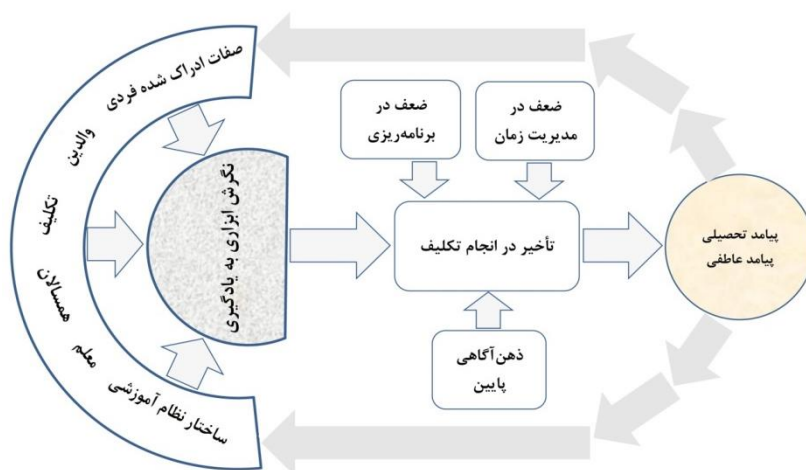 صفات ادراک شده فردی
والدین
تکلیف
همسالان
معلم
ساختار نظام آموزشی
نگرش ابزاری به یادگیری
ضعف در
برنامه‌ریزی
ضعف در
مدیریت زمان
تأخیر در انجام تکلیف
ذهن‌آگاهی
پایین
پیامد تحصیلی
پیامد عاطفی